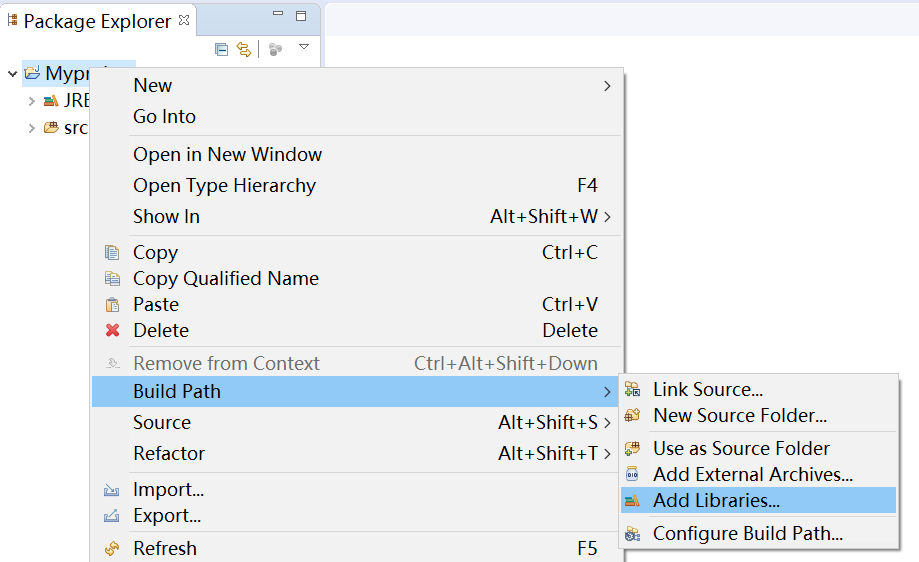 Package Explorer
New
Go Into
Open in New Window
Open Type Hierarchy F4
Show In Alt+Shift+W
Copy Ctrl+C
Copy Qualified Name
Paste Ctrl+V
Delete Delete
Remove from Context Ctrl+Alt+Shift+Down
Build Path
Source Alt+Shift+S
Refactor Alt+Shift+T
Import...
Export...
Refresh F5
src
Link Source...
New Source Folder...
Use as Source Folder
Add External Archives...
Add Libraries...
Configure Build Path...